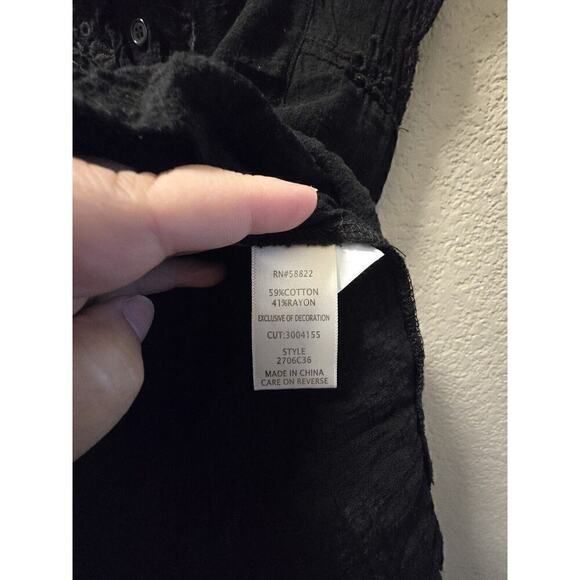 RN#58822
59%COTTON
41%RAYON
EXCLUSIVE OF DECORATION
CUT:3004155
STYLE
2706C36
MADE IN CHINA
CARE ON REVERSE